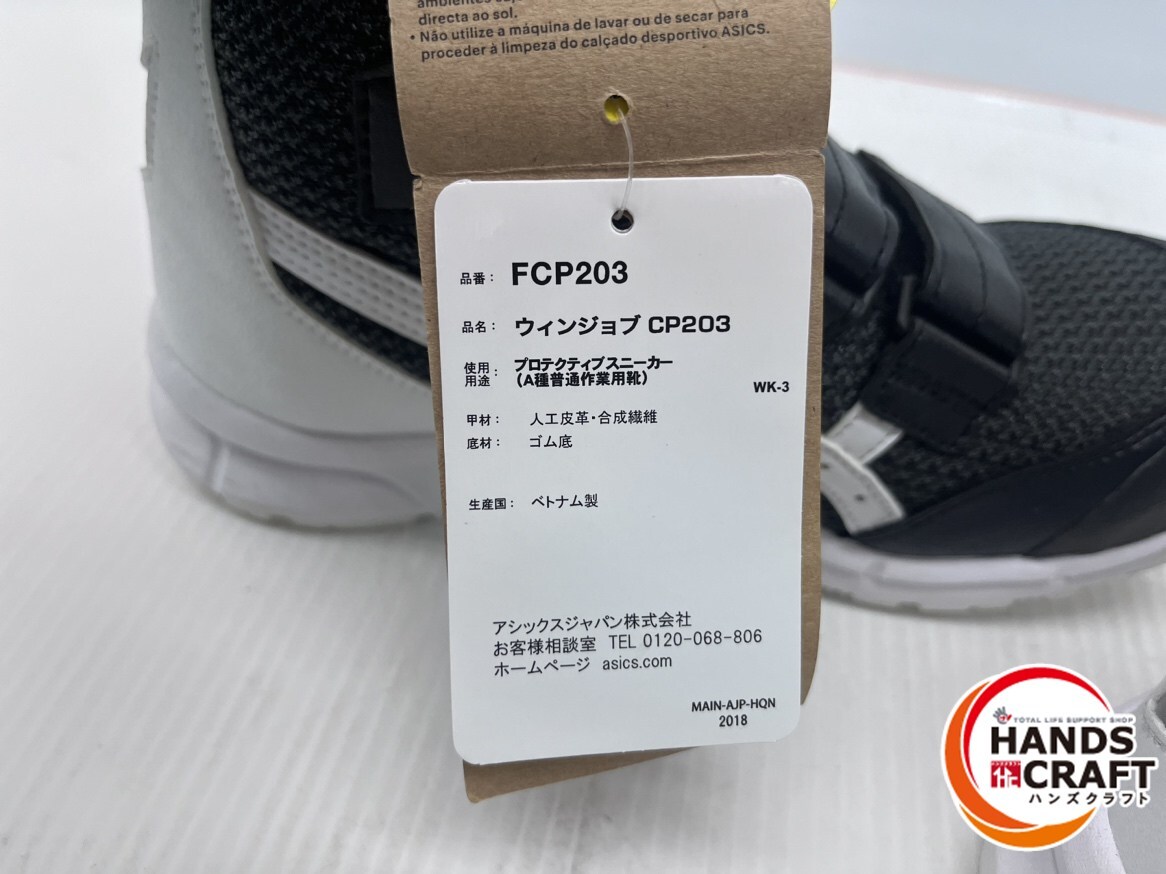 directa ao sol.
• Não utilize a máquina de lavar ou de secar para
proceder à limpeza do calçado desportivo ASICS.
品番： FCP203
品名： ウィンジョブ CP203
使用用途： プロテクティブスニーカー
（A種普通作業用靴）
WK-3
甲材： 人工皮革・合成繊維
底材： ゴム底
生産国： ベトナム製
アシックスジャパン株式会社
お客様相談室 TEL 0120-068-806
ホームページ asics.com
MAIN-AJP-HQN
2018
TOTAL LIFE SUPPORT SHOP
HANDS
CRAFT
ハンズクラフト